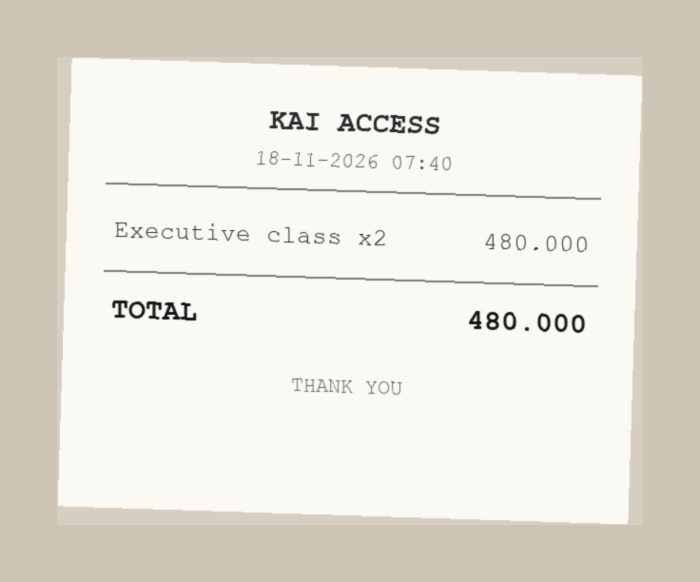 KAI ACCESS
18-11-2026 07:40
Executive class x2 480.000
TOTAL 480.000
THANK YOU